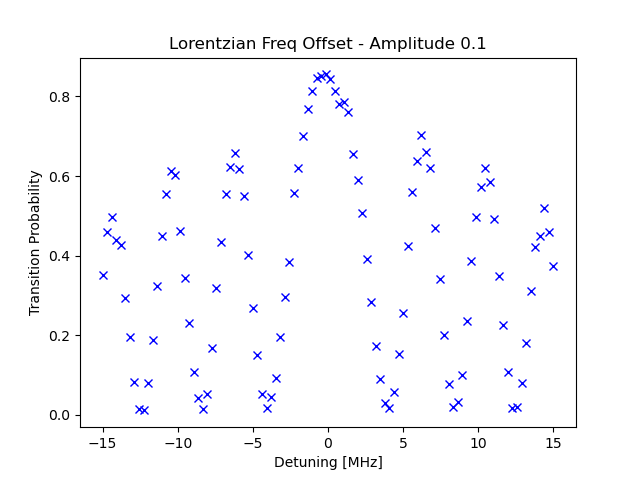 Lorentzian Freq Offset - Amplitude 0.1
Transition Probability
0.8
0.6
0.4
0.2
0.0
−15 −10 −5 0 5 10 15
Detuning [MHz]